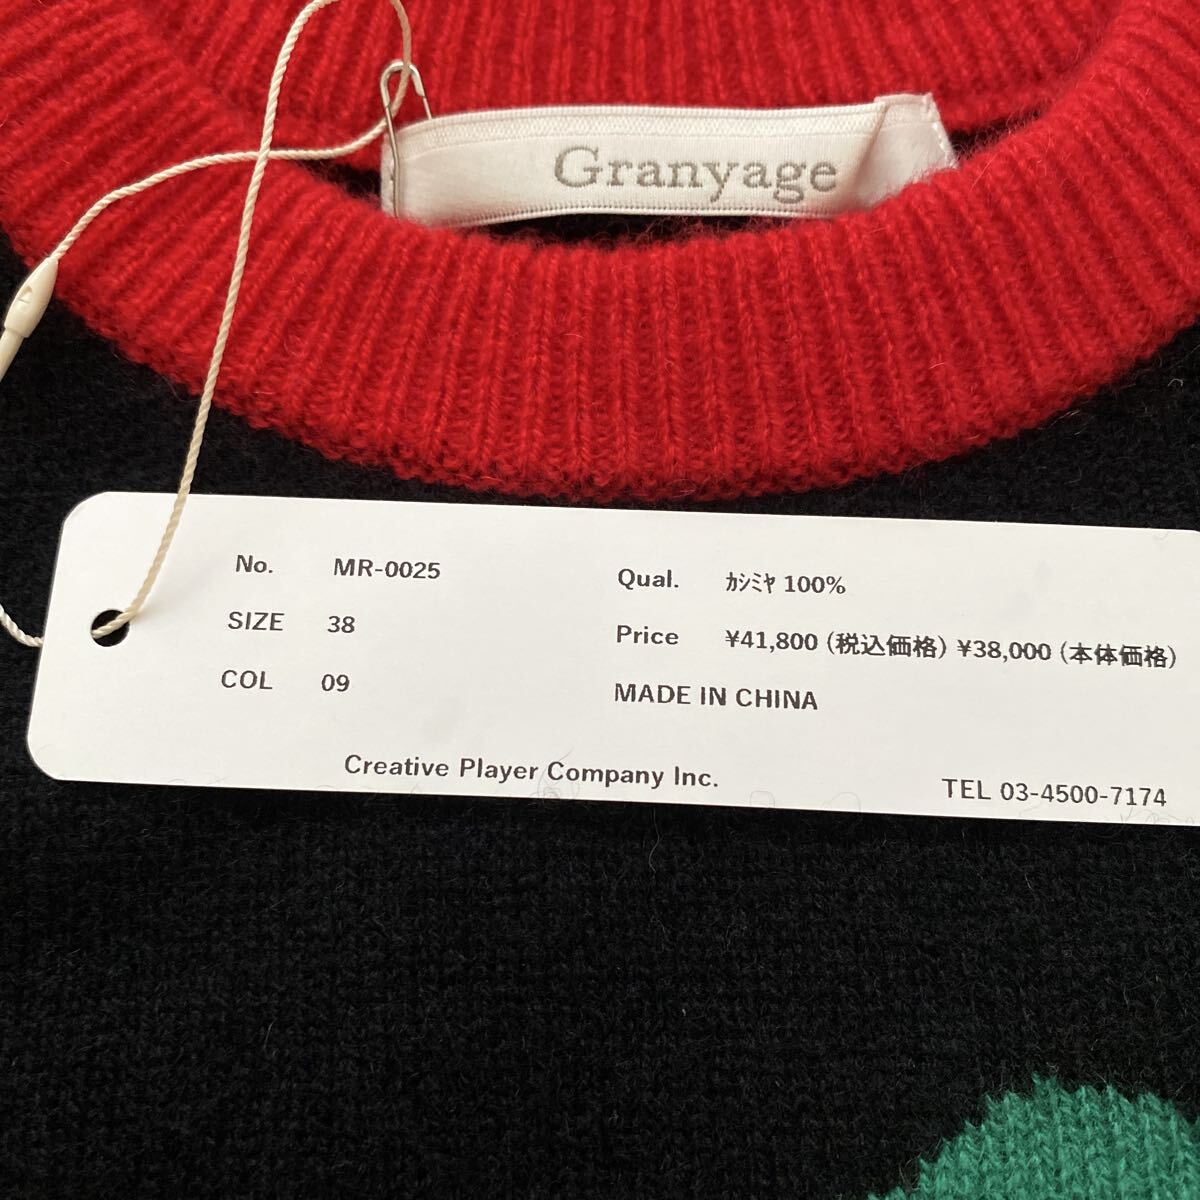 Granyage
No. MR-0025
SIZE 38
COL 09
Qual. ｶｼﾐﾔ 100%
Price ¥41,800 (税込価格) ¥38,000 (本体価格)
MADE IN CHINA
Creative Player Company Inc.
TEL 03-4500-7174